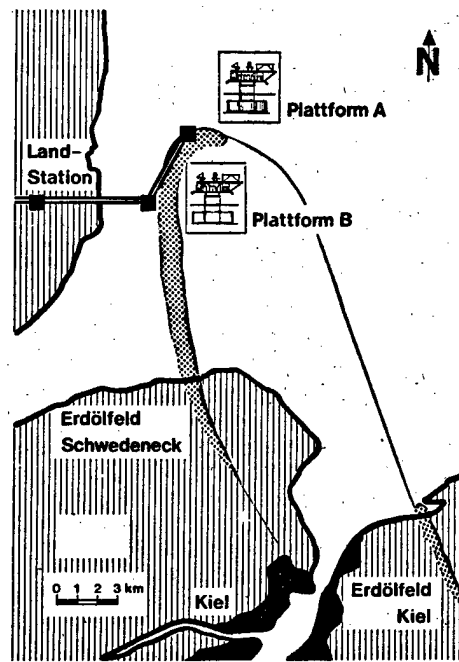 N
Plattform A
Land-
Station
Plattform B
Erdölfeld
Schwedeneck
0 1 2 3 km
Kiel
Erdölfeld
Kiel